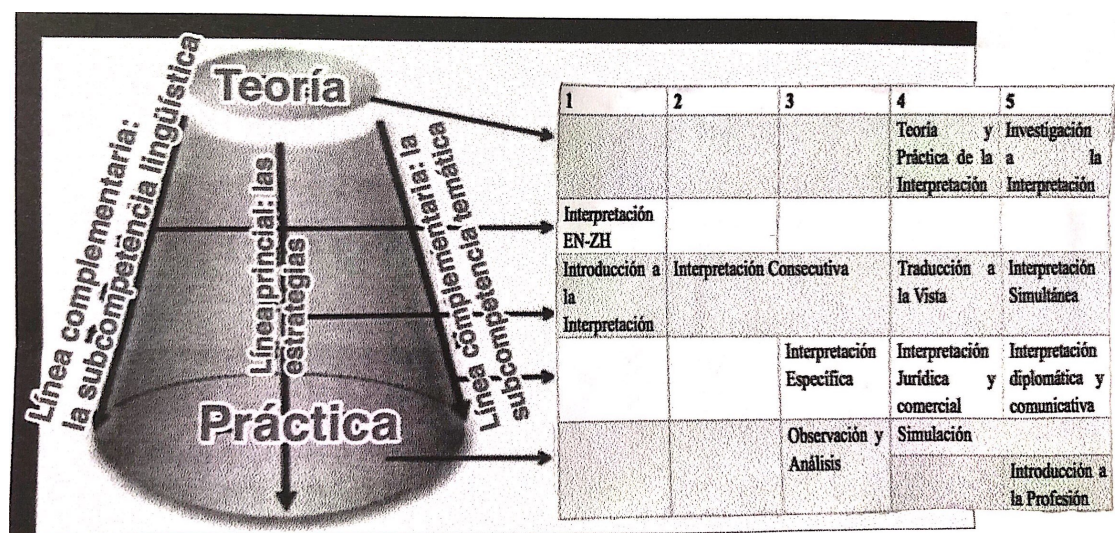 Teoría
Línea complementaria:
la subcompetencia lingüística
Línea princinal: las
estrategias
Línea complementaria: la
subcompetencia temática
Práctica
1 2 3 4 5
Teoría y Investigación
Práctica de la a la
Interpretación Interpretación
Interpretación
EN-ZH
Introducción a Interpretación Consecutiva Traducción a Interpretación
la la Vista Simultánea
Interpretación
Interpretación Interpretación Interpretación
Específica Jurídica y diplomática y
comercial comunicativa
Observación y Simulación
Análisis
Introducción a
la Profesión